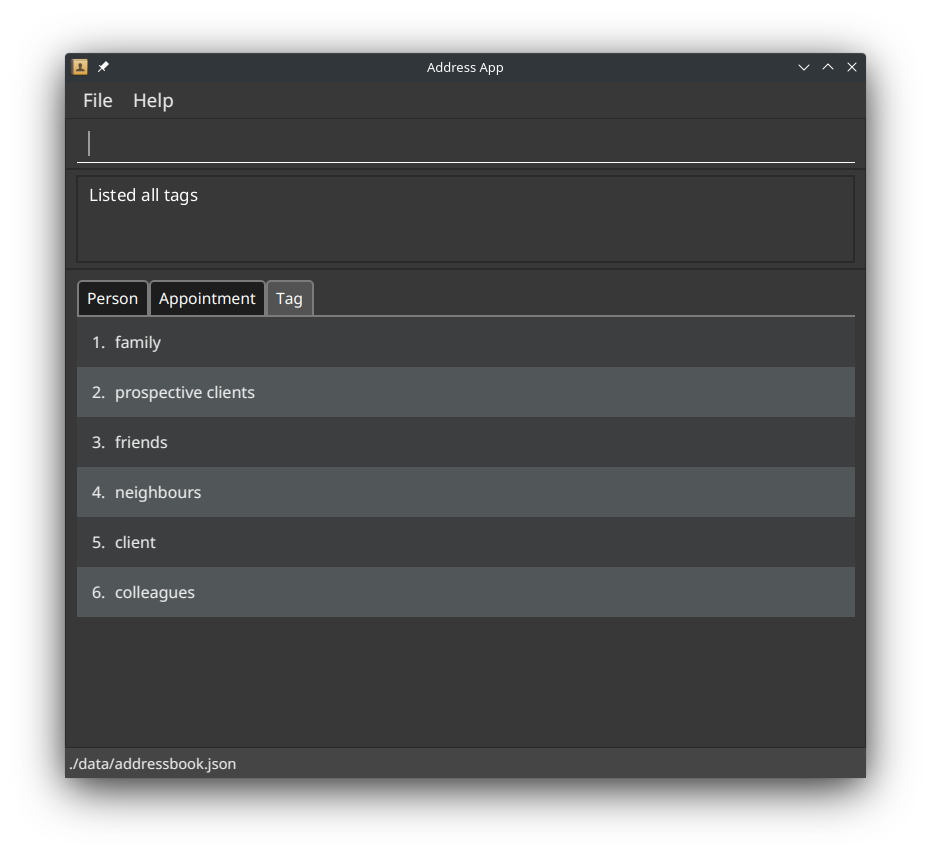 Address App
File Help
Listed all tags
Person Appointment Tag
1. family
2. prospective clients
3. friends
4. neighbours
5. client
6. colleagues
./data/addressbook.json